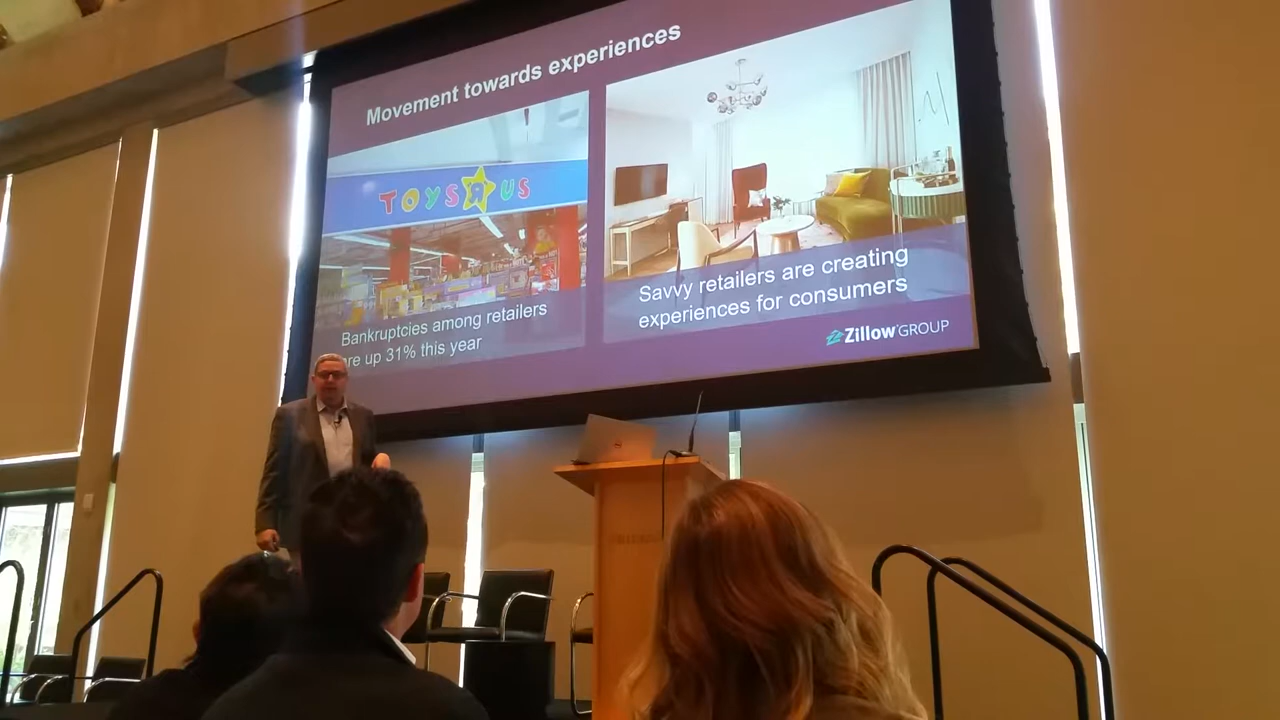 Movement towards experiences
TOYS R US
Bankruptcies among retailers
are up 31% this year
Savvy retailers are creating
experiences for consumers
Zillow GROUP